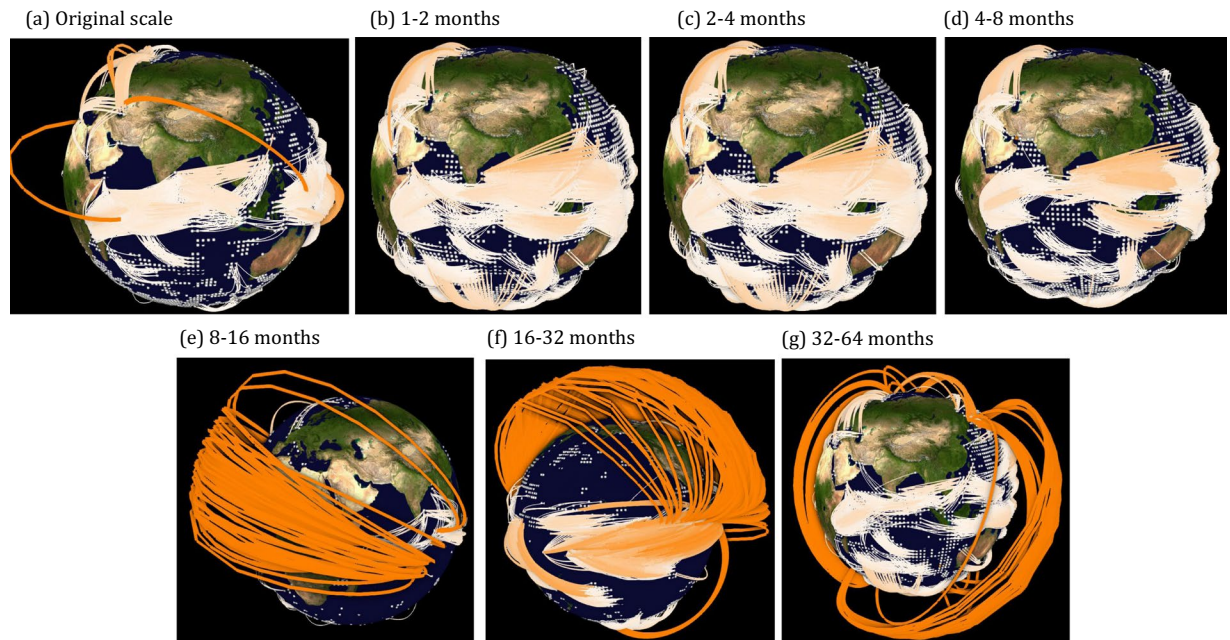 (a) Original scale
(b) 1-2 months
(c) 2-4 months
(d) 4-8 months
(e) 8-16 months
(f) 16-32 months
(g) 32-64 months